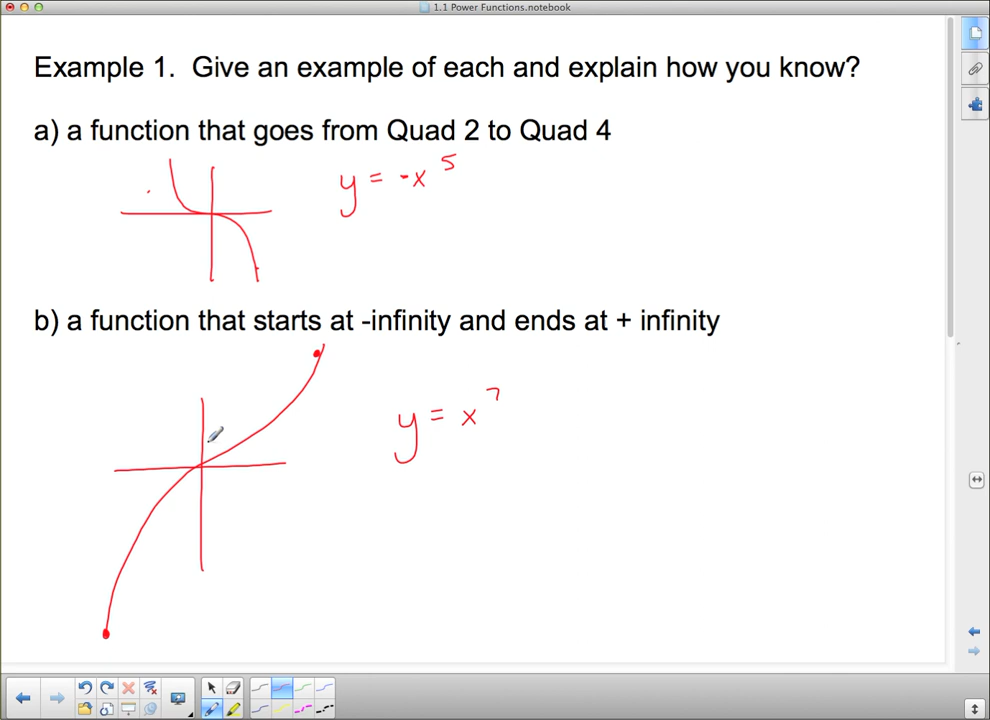 1.1 Power Functions.notebook
Example 1. Give an example of each and explain how you know?
a) a function that goes from Quad 2 to Quad 4
y = -x^5
b) a function that starts at -infinity and ends at + infinity
y = x^7